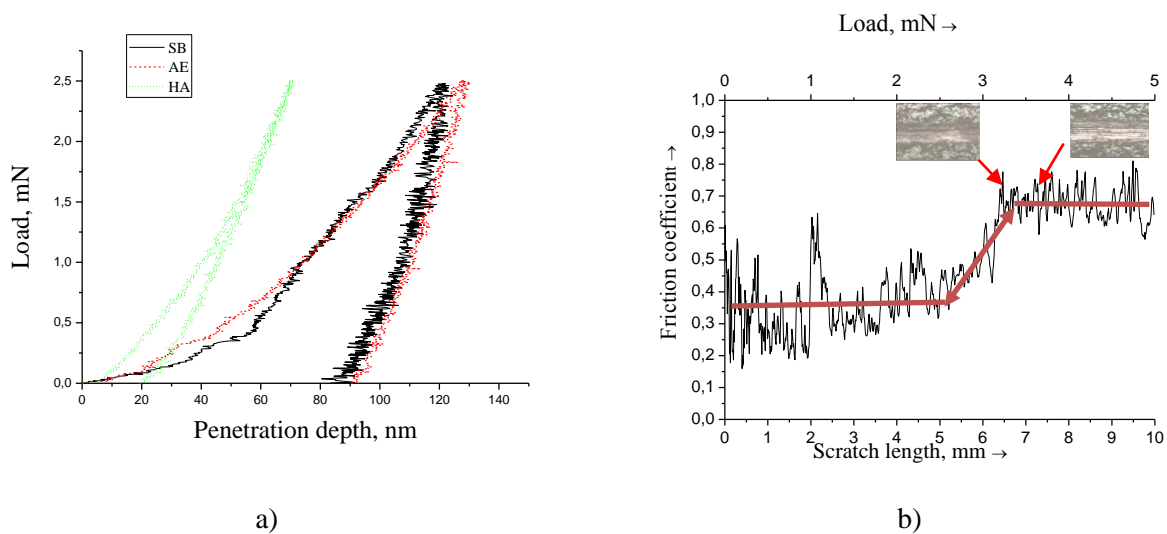 SB
AE
HA
2,5
2,0
1,5
1,0
0,5
0,0
0 20 40 60 80 100 120 140
Load, mN
Penetration depth, nm
a)
Load, mN →
0 1 2 3 4 5
1,0
0,9
0,8
0,7
0,6
0,5
0,4
0,3
0,2
0,1
0,0
Friction coefficient →
0 1 2 3 4 5 6 7 8 9 10
Scratch length, mm →
b)